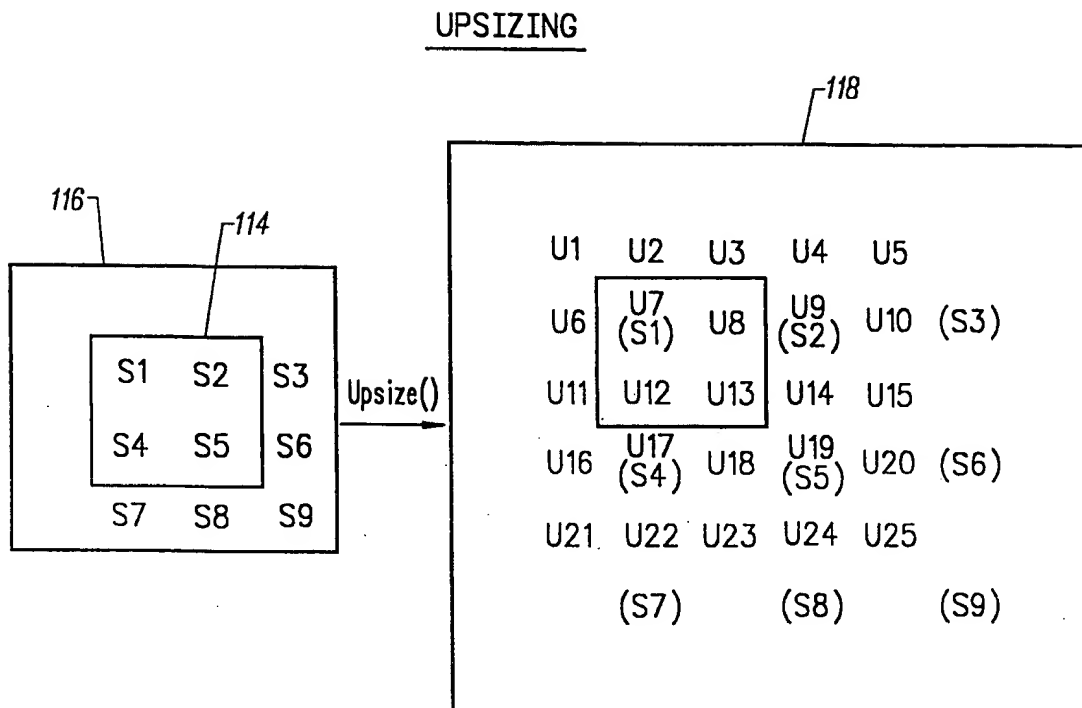 UPSIZING
118
116
114
U1 U2 U3 U4 U5
U6 U7 (S1) U8 U9 (S2) U10 (S3)
S1 S2 S3
Upsize()
U11 U12 U13 U14 U15
S4 S5 S6
U16 U17 (S4) U18 U19 (S5) U20 (S6)
S7 S8 S9
U21 U22 U23 U24 U25
(S7) (S8) (S9)